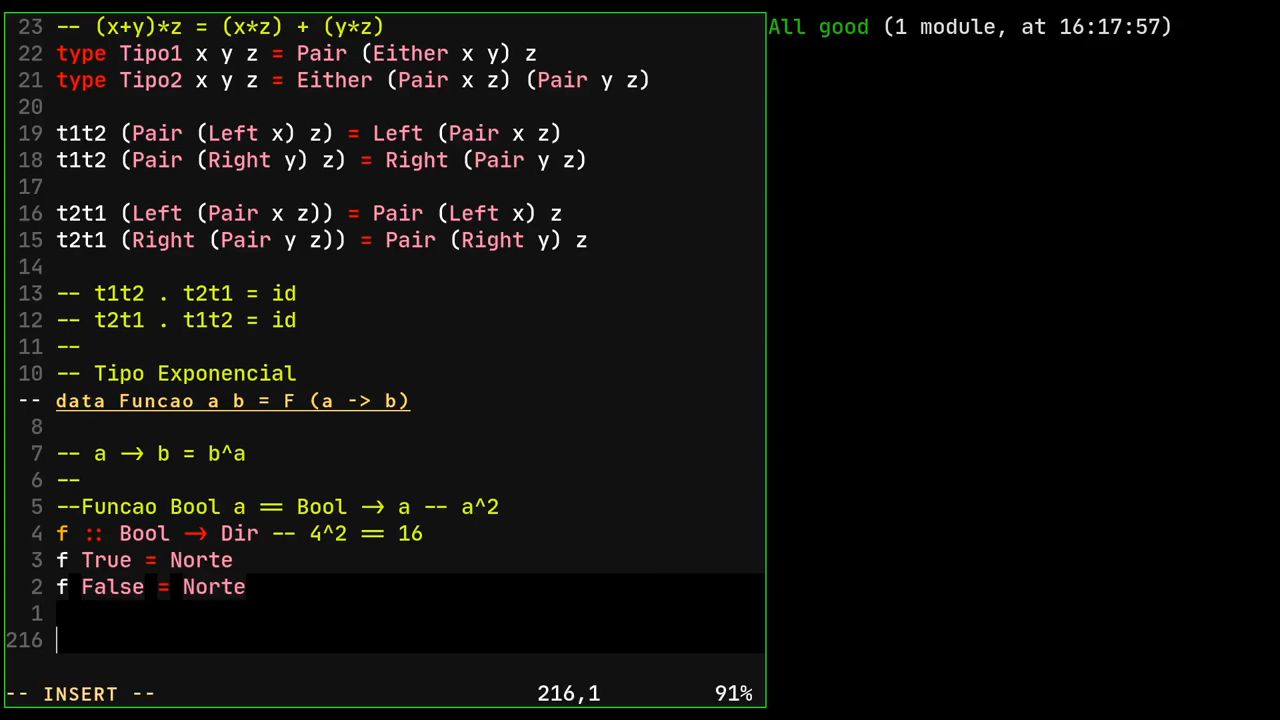 23 -- (x+y)*z = (x*z) + (y*z)
22 type Tipo1 x y z = Pair (Either x y) z
21 type Tipo2 x y z = Either (Pair x z) (Pair y z)
20
19 t1t2 (Pair (Left x) z) = Left (Pair x z)
18 t1t2 (Pair (Right y) z) = Right (Pair y z)
17
16 t2t1 (Left (Pair x z)) = Pair (Left x) z
15 t2t1 (Right (Pair y z)) = Pair (Right y) z
14
13 -- t1t2 . t2t1 = id
12 -- t2t1 . t1t2 = id
11 --
10 -- Tipo Exponencial
-- data Funcao a b = F (a -> b)
8
7 -- a -> b = b^a
6 --
5 --Funcao Bool a == Bool -> a -- a^2
4 f :: Bool -> Dir -- 4^2 == 16
3 f True = Norte
2 f False = Norte
1
216
-- INSERT -- 216,1 91%
All good (1 module, at 16:17:57)